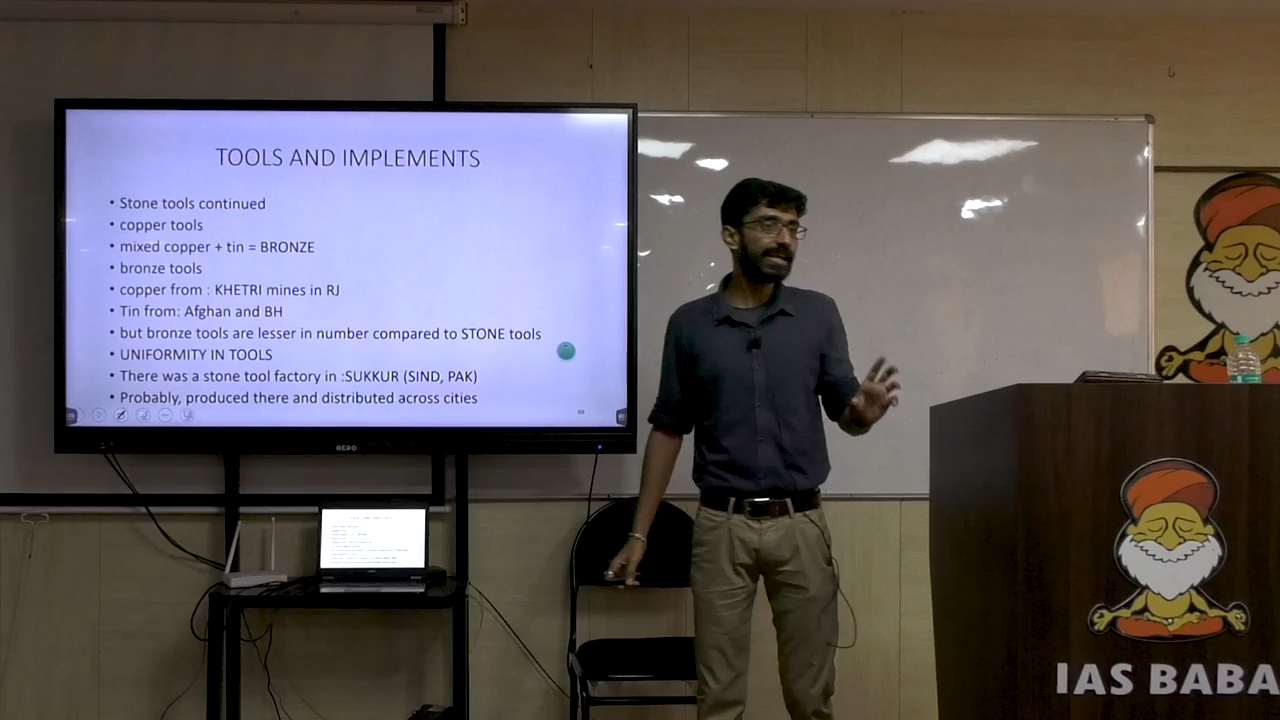 TOOLS AND IMPLEMENTS
• Stone tools continued
• copper tools
• mixed copper + tin = BRONZE
• bronze tools
• copper from : KHETRI mines in RJ
• Tin from: Afghan and BH
• but bronze tools are lesser in number compared to STONE tools
• UNIFORMITY IN TOOLS
• There was a stone tool factory in :SUKKUR (SIND, PAK)
• Probably, produced there and distributed across cities
AERO
IAS BABA